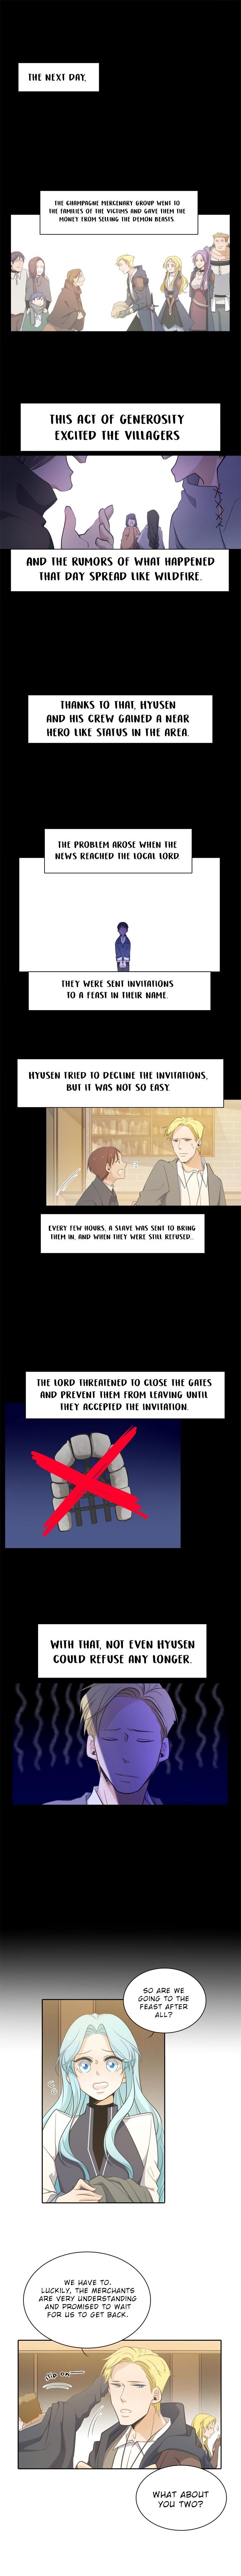 THE NEXT DAY,
THE CHAMPAGNE MERCENARY GROUP WENT TO
THE FAMILIES OF THE VICTIMS AND GAVE THEM THE
MONEY FROM SELLING THE DEMON BEASTS.
THIS ACT OF GENEROSITY
EXCITED THE VILLAGERS
AND THE RUMORS OF WHAT HAPPENED
THAT DAY SPREAD LIKE WILDFIRE.
THANKS TO THAT, HYUSEN
AND HIS CREW GAINED A NEAR
HERO LIKE STATUS IN THE AREA.
THE PROBLEM AROSE WHEN THE
NEWS REACHED THE LOCAL LORD.
THEY WERE SENT INVITATIONS
TO A FEAST IN THEIR NAME.
HYUSEN TRIED TO DECLINE THE INVITATIONS,
BUT IT WAS NOT SO EASY.
EVERY FEW HOURS, A SLAVE WAS SENT TO BRING
THEM IN, AND WHEN THEY WERE STILL REFUSED..
THE LORD THREATENED TO CLOSE THE GATES
AND PREVENT THEM FROM LEAVING UNTIL
THEY ACCEPTED THE INVITATION.
WITH THAT, NOT EVEN HYUSEN
COULD REFUSE ANY LONGER.
SO ARE WE
GOING TO THE
FEAST AFTER
ALL?
WE HAVE TO.
LUCKILY, THE MERCHANTS
ARE VERY UNDERSTANDING
AND PROMISED TO WAIT
FOR US TO GET BACK.
SLIP ON
WHAT ABOUT
YOU TWO?